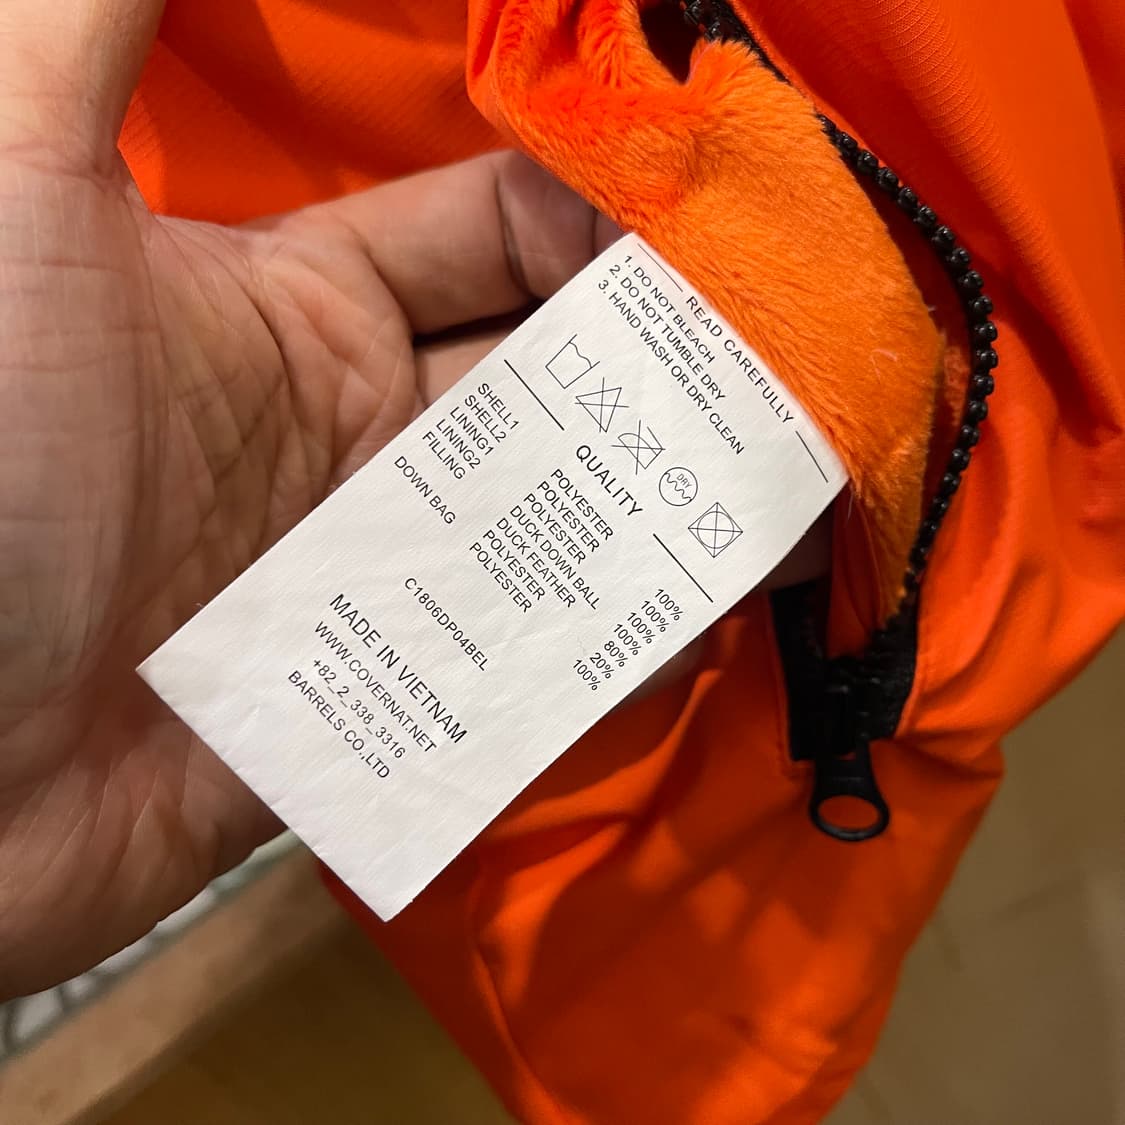 READ CAREFULLY
1. DO NOT BLEACH
2. DO NOT TUMBLE DRY
3. HAND WASH OR DRY CLEAN
DRY
QUALITY
SHELL1 POLYESTER 100%
SHELL2 POLYESTER 100%
LINING1 POLYESTER 100%
LINING2 DUCK DOWN BALL 100%
FILLING DUCK FEATHER 80%
POLYESTER 20%
DOWN BAG POLYESTER 100%
C1806DP04BEL
MADE IN VIETNAM
WWW.COVERNAT.NET
+82_2_338_3316
BARRELS CO.,LTD